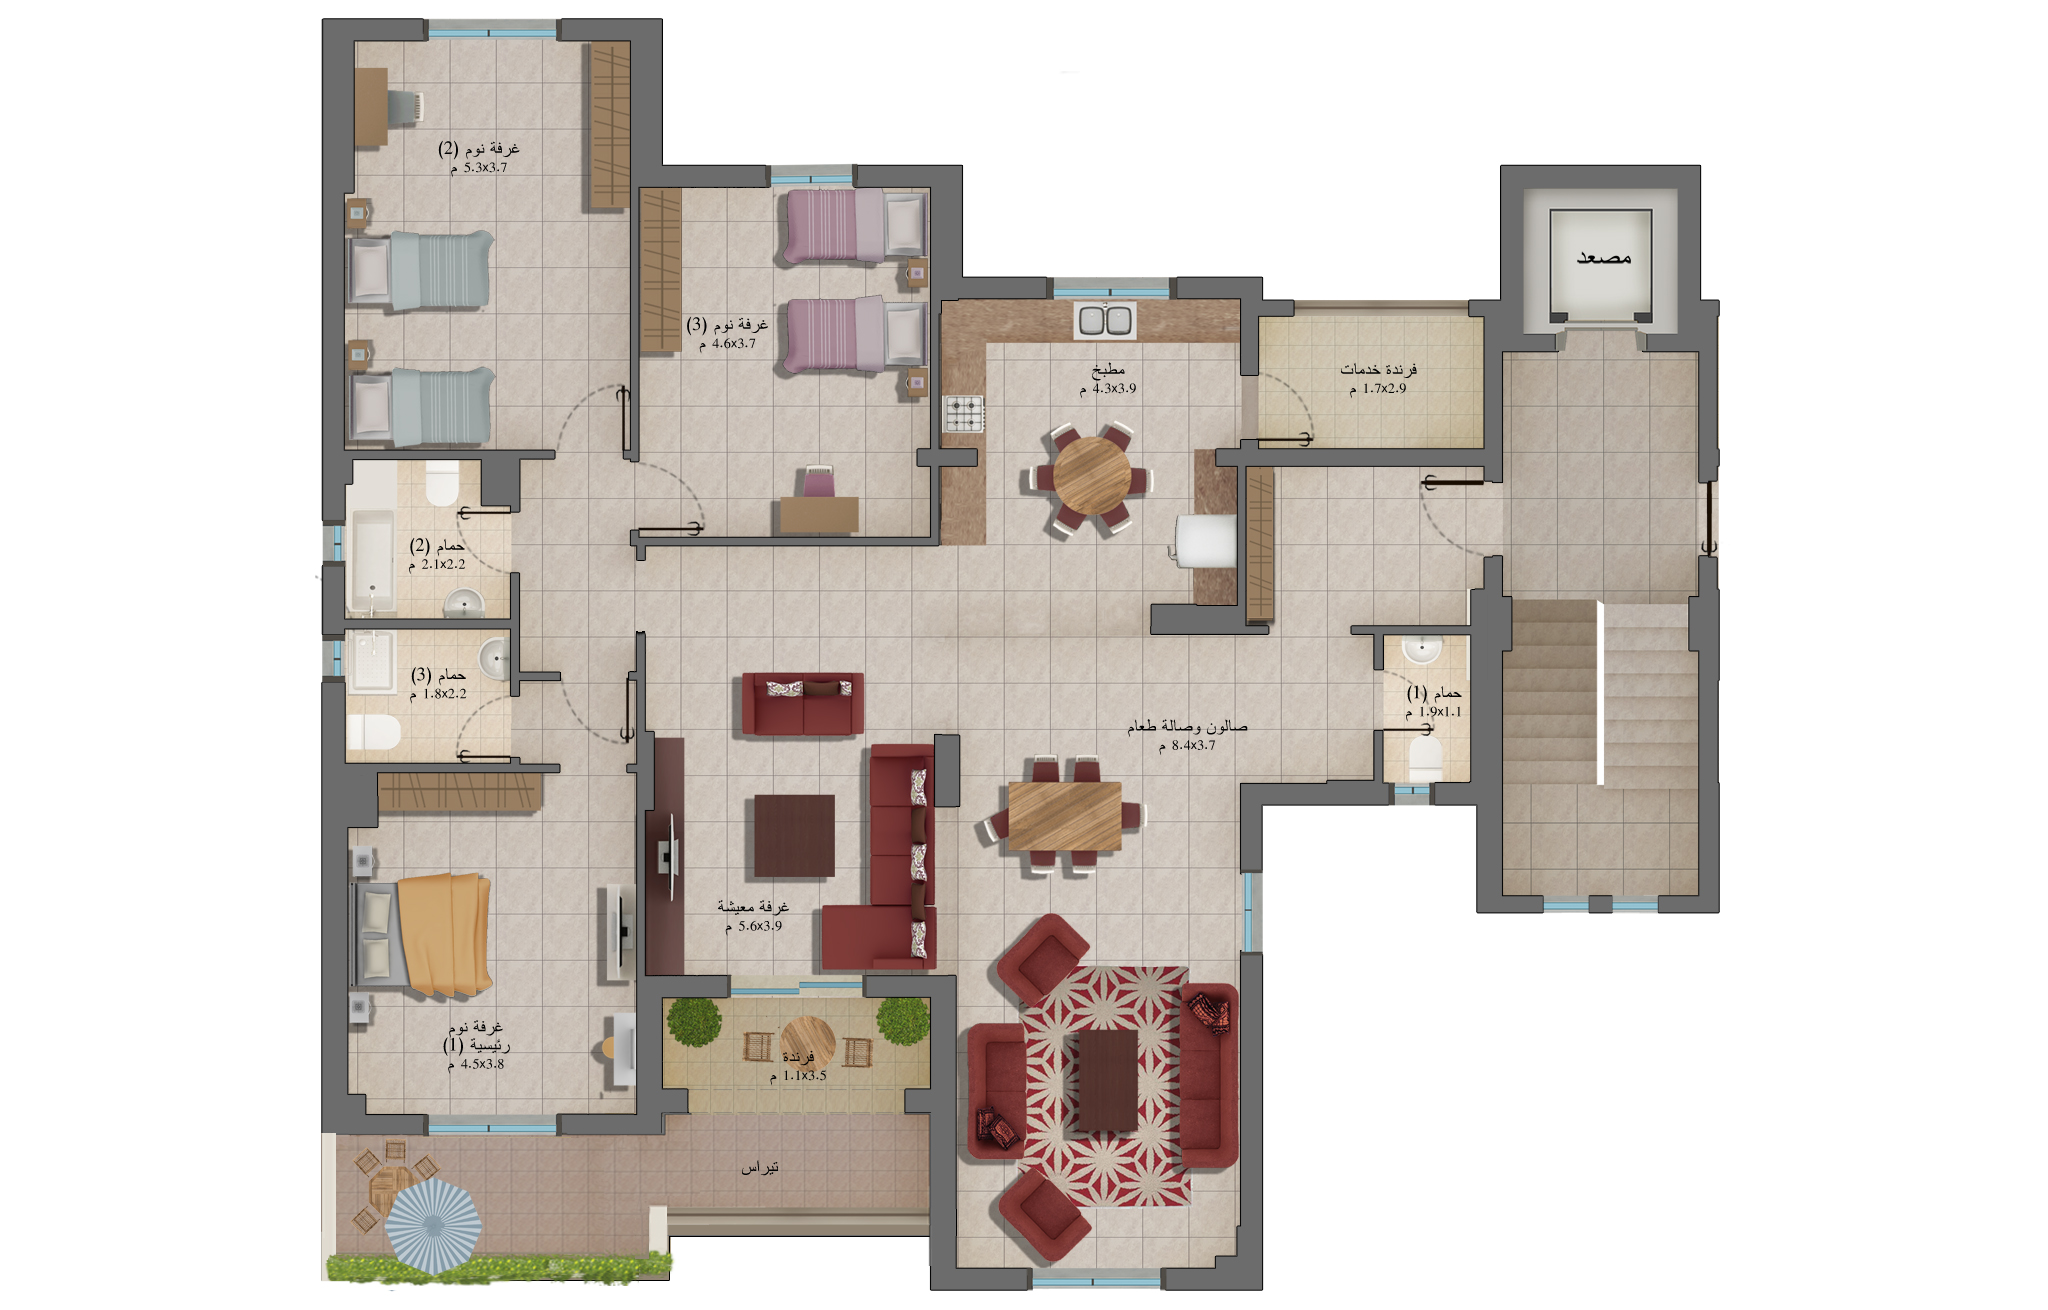 غرفة نوم (2)
5.3x3.7 م
مصعد
غرفة نوم (3)
4.6x3.7 م
مطبخ
4.3x3.9 م
فرندة خدمات
1.7x2.9 م
حمام (2)
2.1x2.2 م
حمام (3)
1.8x2.2 م
حمام (1)
1.9x1.1 م
صالون وصالة طعام
8.4x3.7 م
غرفة معيشة
5.6x3.9 م
غرفة نوم
رئيسية (1)
4.5x3.8 م
فرندة
1.1x3.5 م
تيراس